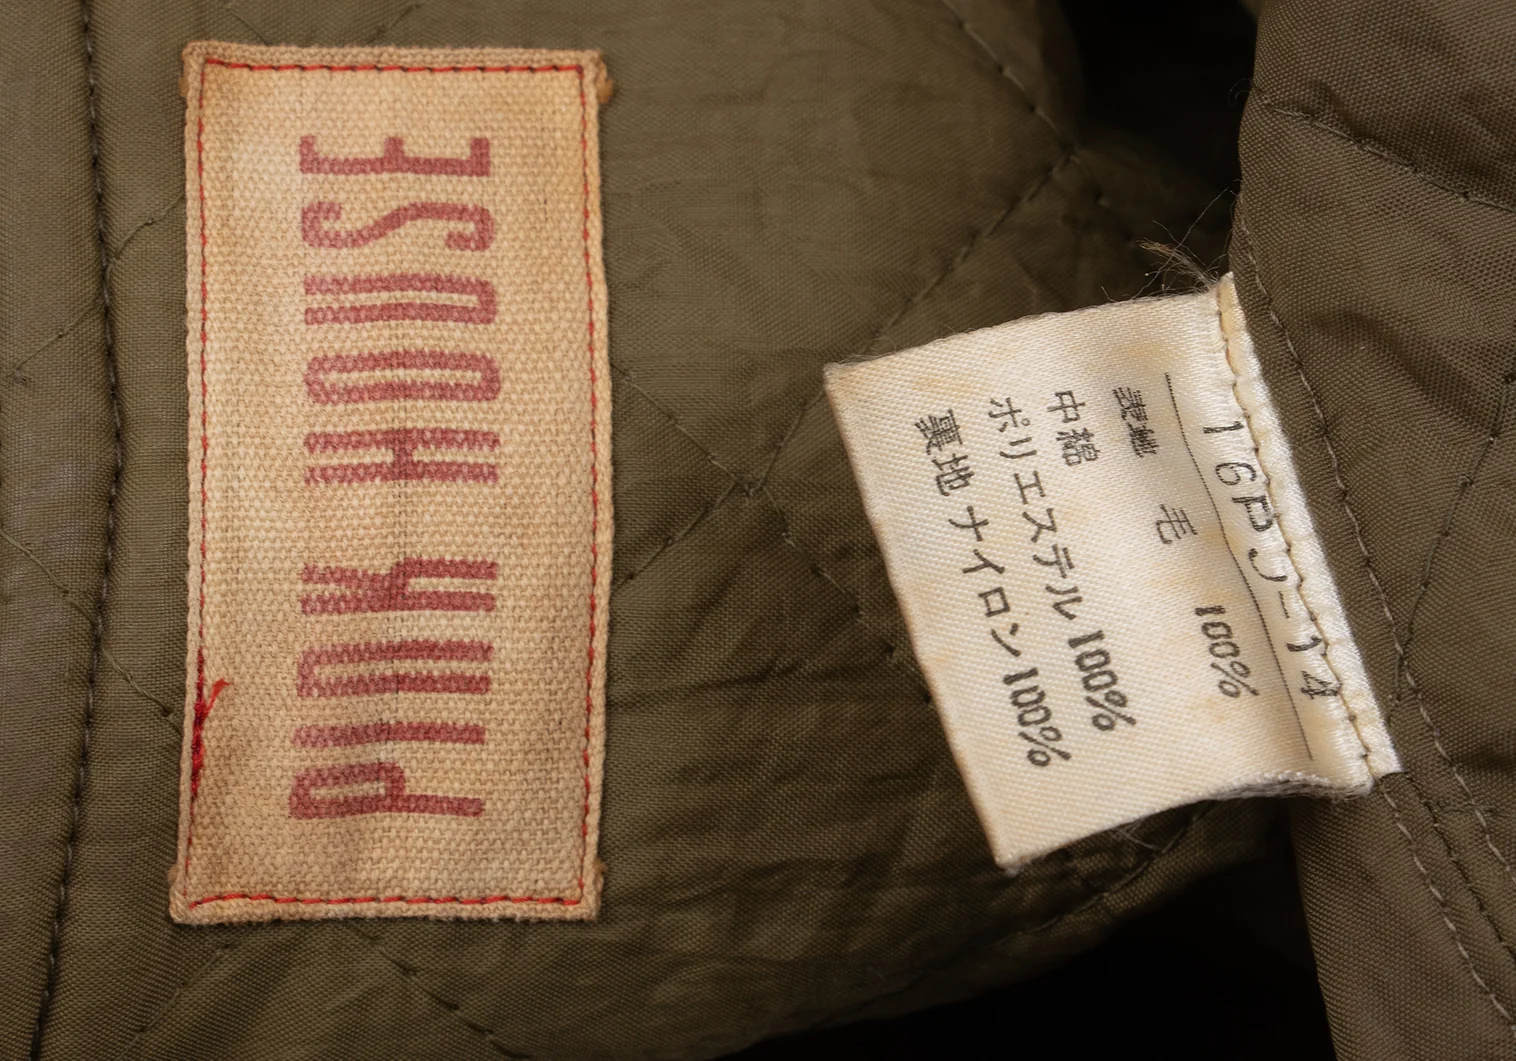 PINK HOUSE
16PJ-14
表地 毛 100%
中綿
ポリエステル 100%
裏地 ナイロン 100%